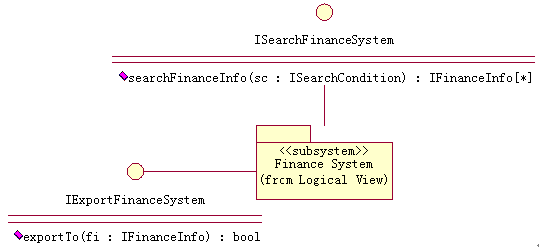 ISearchFinanceSystem
searchFinanceInfo(sc : ISearchCondition) : IFinanceInfo[*]
<<subsystem>>
Finance System
(from Logical View)
IExportFinanceSystem
exportTo(fi : IFinanceInfo) : bool